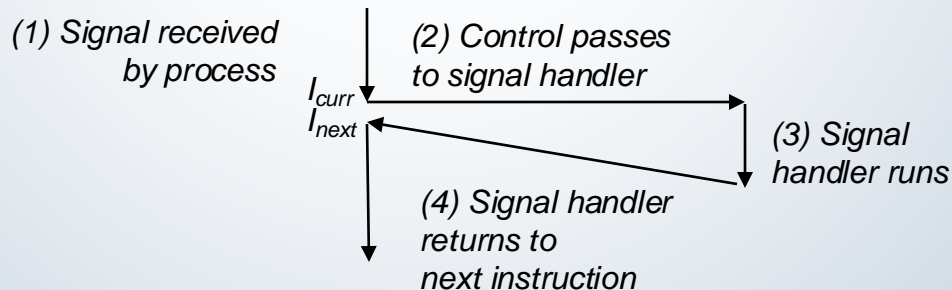 (1) Signal received
by process
(2) Control passes
to signal handler
Icurr
Inext
(3) Signal
handler runs
(4) Signal handler
returns to
next instruction